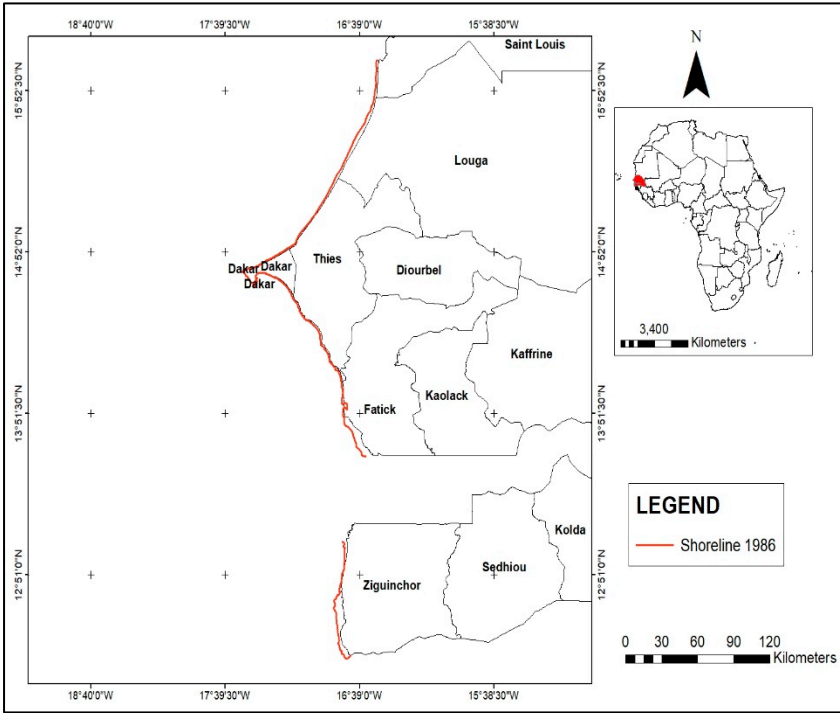 18°40'0"W
17°39'30"W
16°39'0"W
15°38'30"W
N
Saint Louis
15°52'30"N
15°52'30"N
Louga
14°52'0"N
14°52'0"N
Thies
Dakar
Dakar
Dakar
Diourbel
3,400
Kilometers
Kaffrine
Kaolack
Fatick
13°51'30"N
13°51'30"N
LEGEND
Shoreline 1986
Kolda
Sedhiou
Ziguinchor
12°51'0"N
12°51'0"N
0 30 60 90 120
Kilometers
18°40'0"W
17°39'30"W
16°39'0"W
15°38'30"W